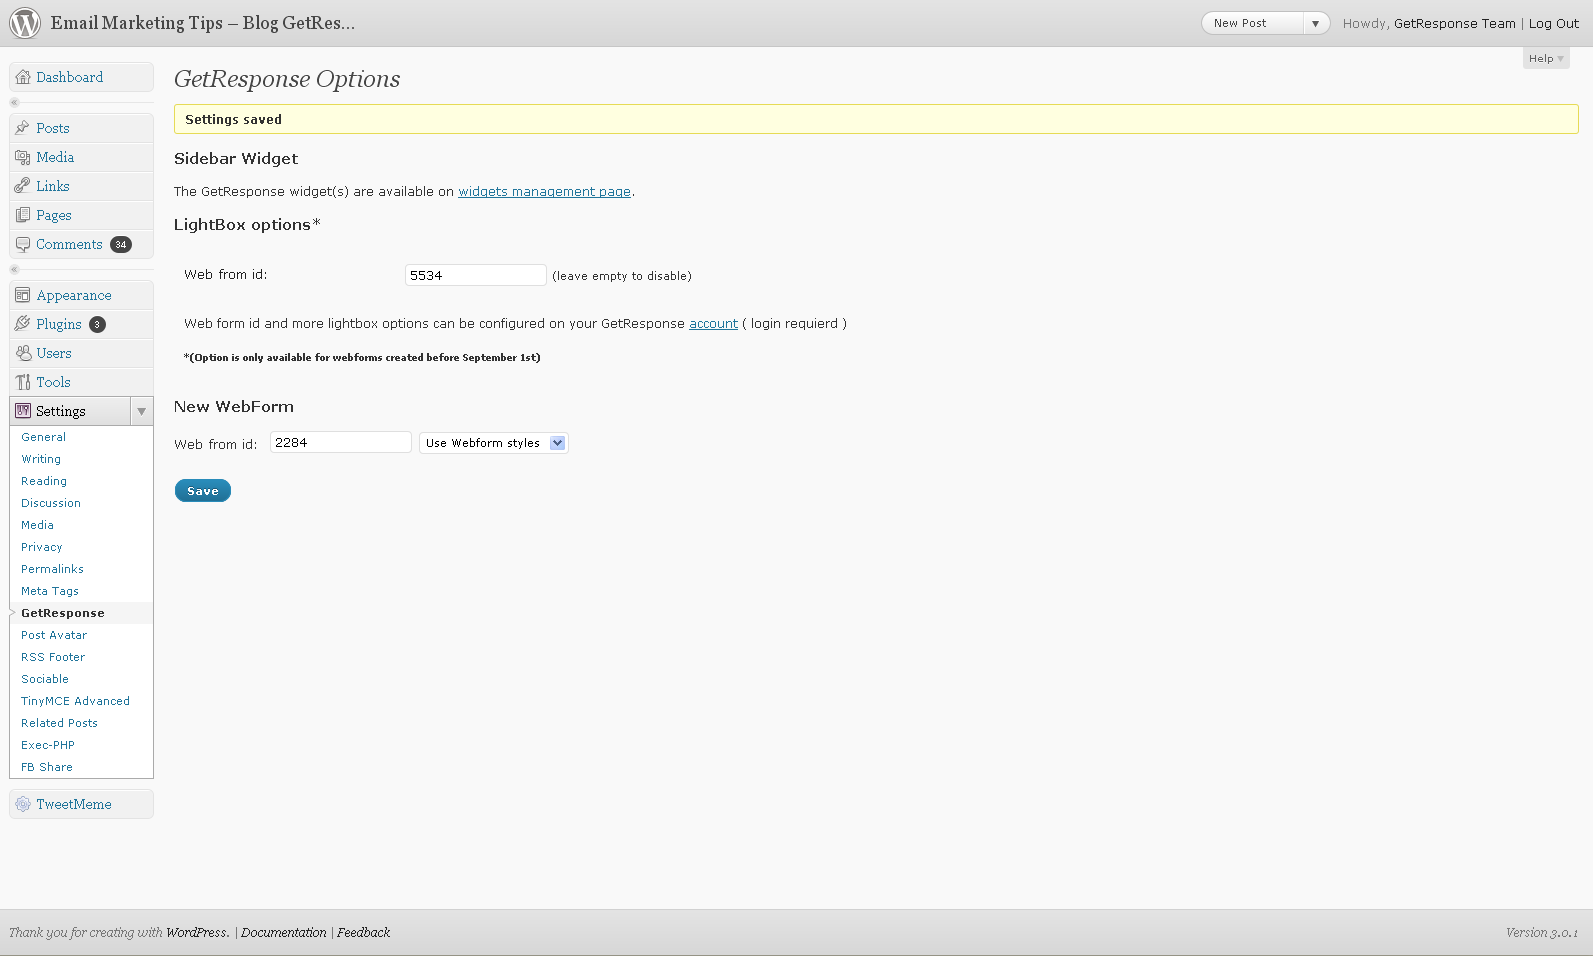 Email Marketing Tips – Blog GetRes...
New Post
Howdy, GetResponse Team | Log Out
Help
Dashboard
Posts
Media
Links
Pages
Comments 34
Appearance
Plugins 3
Users
Tools
Settings
General
Writing
Reading
Discussion
Media
Privacy
Permalinks
Meta Tags
GetResponse
Post Avatar
RSS Footer
Sociable
TinyMCE Advanced
Related Posts
Exec-PHP
FB Share
TweetMeme
GetResponse Options
Settings saved
Sidebar Widget
The GetResponse widget(s) are available on widgets management page.
LightBox options*
Web from id: 5534 (leave empty to disable)
Web form id and more lightbox options can be configured on your GetResponse account ( login requierd )
*(Option is only available for webforms created before September 1st)
New WebForm
Web from id: 2284 Use Webform styles
Save
Thank you for creating with WordPress. | Documentation | Feedback
Version 3.0.1